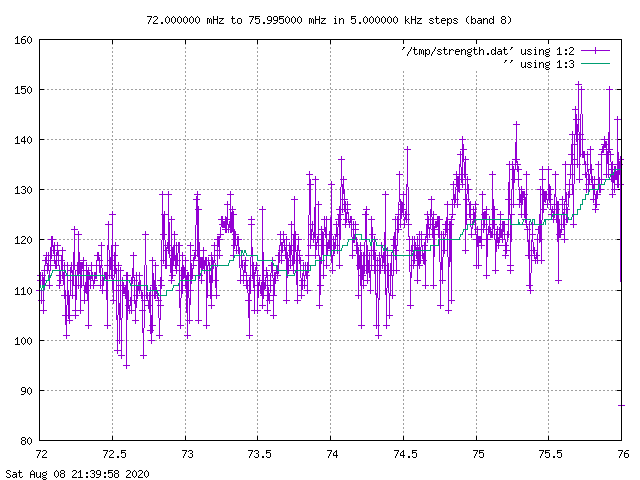 72.000000 mHz to 75.995000 mHz in 5.000000 kHz steps (band 8)
160
150
140
130
120
110
100
90
80
'/tmp/strength.dat' using 1:2
'' using 1:3
72 72.5 73 73.5 74 74.5 75 75.5 76
Sat Aug 08 21:39:58 2020